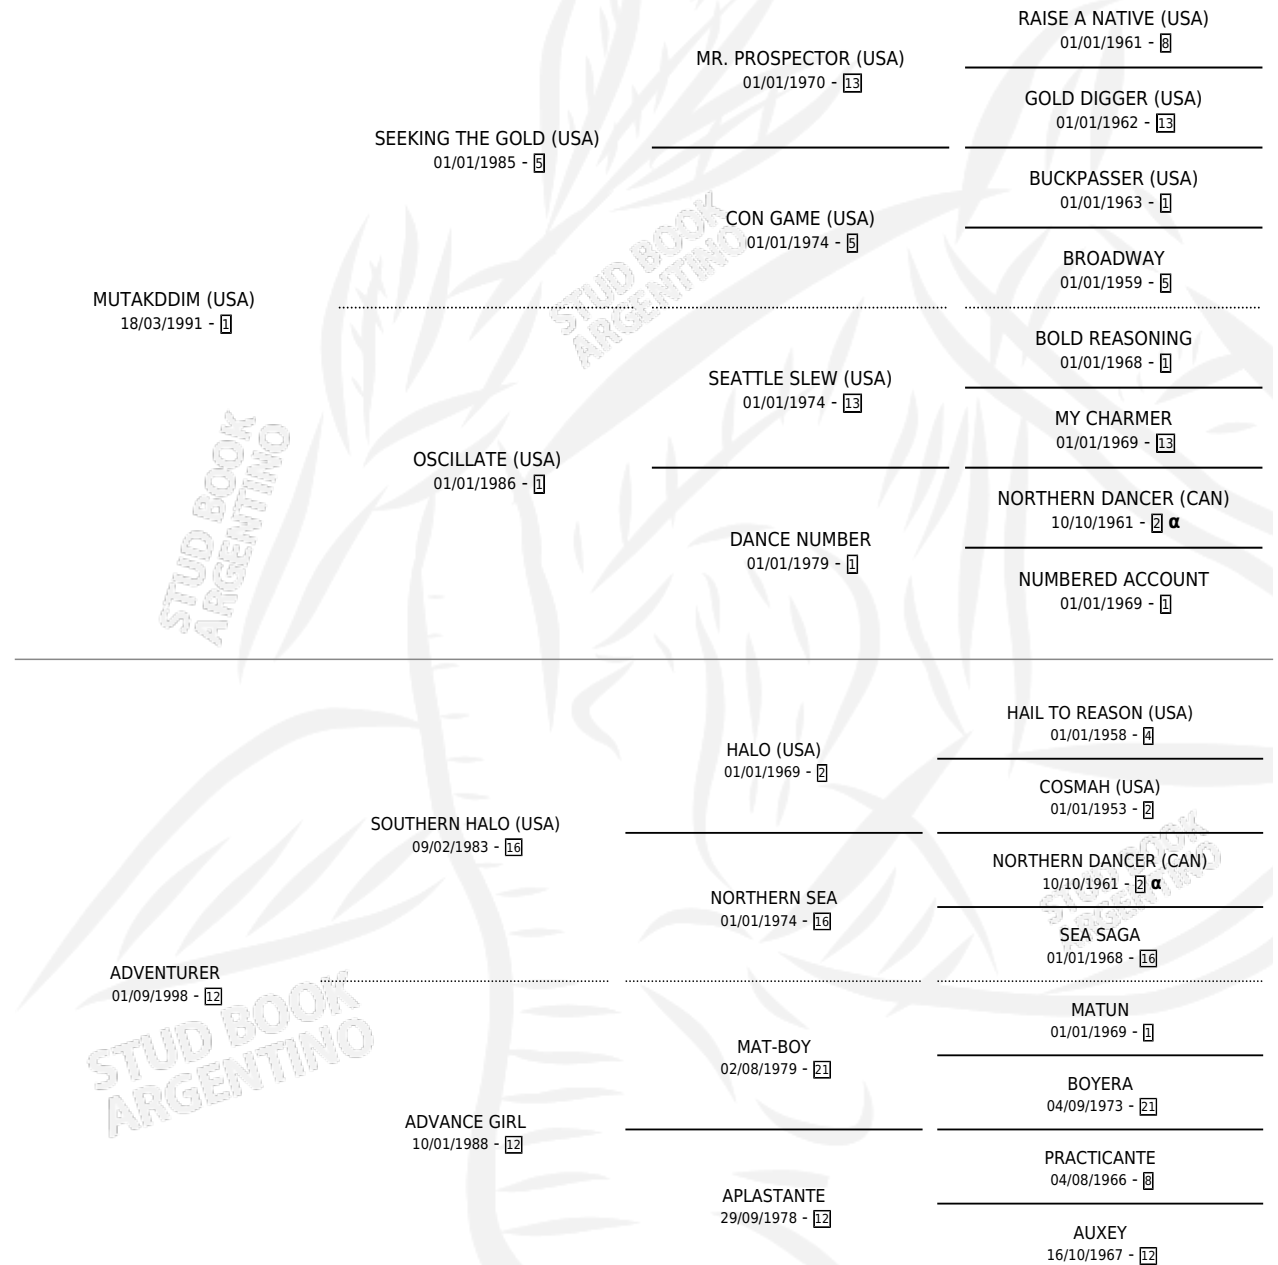 RAISE A NATIVE (USA)
01/01/1961 - 8
MR. PROSPECTOR (USA)
01/01/1970 - 13
GOLD DIGGER (USA)
01/01/1962 - 13
SEEKING THE GOLD (USA)
01/01/1985 - 5
BUCKPASSER (USA)
01/01/1963 - 1
CON GAME (USA)
01/01/1974 - 5
BROADWAY
01/01/1959 - 5
MUTAKDDIM (USA)
18/03/1991 - 1
STUD BOOK
ARGENTINO
BOLD REASONING
01/01/1968 - 1
SEATTLE SLEW (USA)
01/01/1974 - 13
MY CHARMER
01/01/1969 - 13
OSCILLATE (USA)
01/01/1986 - 1
STUD BOOK
ARGENTINO
NORTHERN DANCER (CAN)
10/10/1961 - 2 α
DANCE NUMBER
01/01/1979 - 1
NUMBERED ACCOUNT
01/01/1969 - 1
HAIL TO REASON (USA)
01/01/1958 - 4
HALO (USA)
01/01/1969 - 2
COSMAH (USA)
01/01/1953 - 2
SOUTHERN HALO (USA)
09/02/1983 - 16
STUD BOOK
ARGENTINO
NORTHERN DANCER (CAN)
10/10/1961 - 2 α
NORTHERN SEA
01/01/1974 - 16
SEA SAGA
01/01/1968 - 16
ADVENTURER
01/09/1998 - 12
STUD BOOK
ARGENTINO
MATUN
01/01/1969 - 1
MAT-BOY
02/08/1979 - 21
BOYERA
04/09/1973 - 21
ADVANCE GIRL
10/01/1988 - 12
PRACTICANTE
04/08/1966 - 8
APLASTANTE
29/09/1978 - 12
AUXEY
16/10/1967 - 12